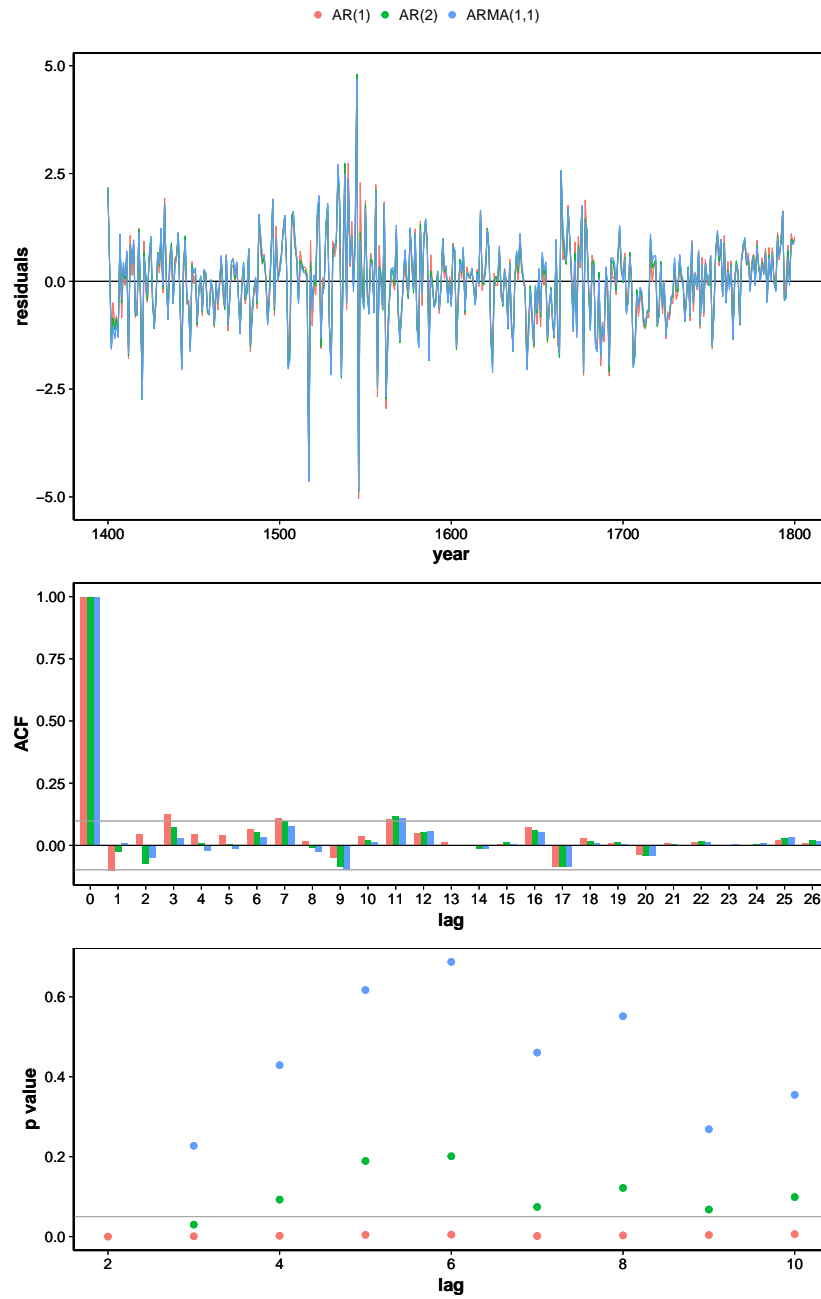 AR(1) AR(2) ARMA(1,1)
5.0
2.5
0.0
−2.5
−5.0
residuals
1400 1500 1600 1700 1800
year
1.00
0.75
0.50
0.25
0.00
ACF
0 1 2 3 4 5 6 7 8 9 10 11 12 13 14 15 16 17 18 19 20 21 22 23 24 25 26
lag
0.6
0.4
0.2
0.0
p value
2 4 6 8 10
lag